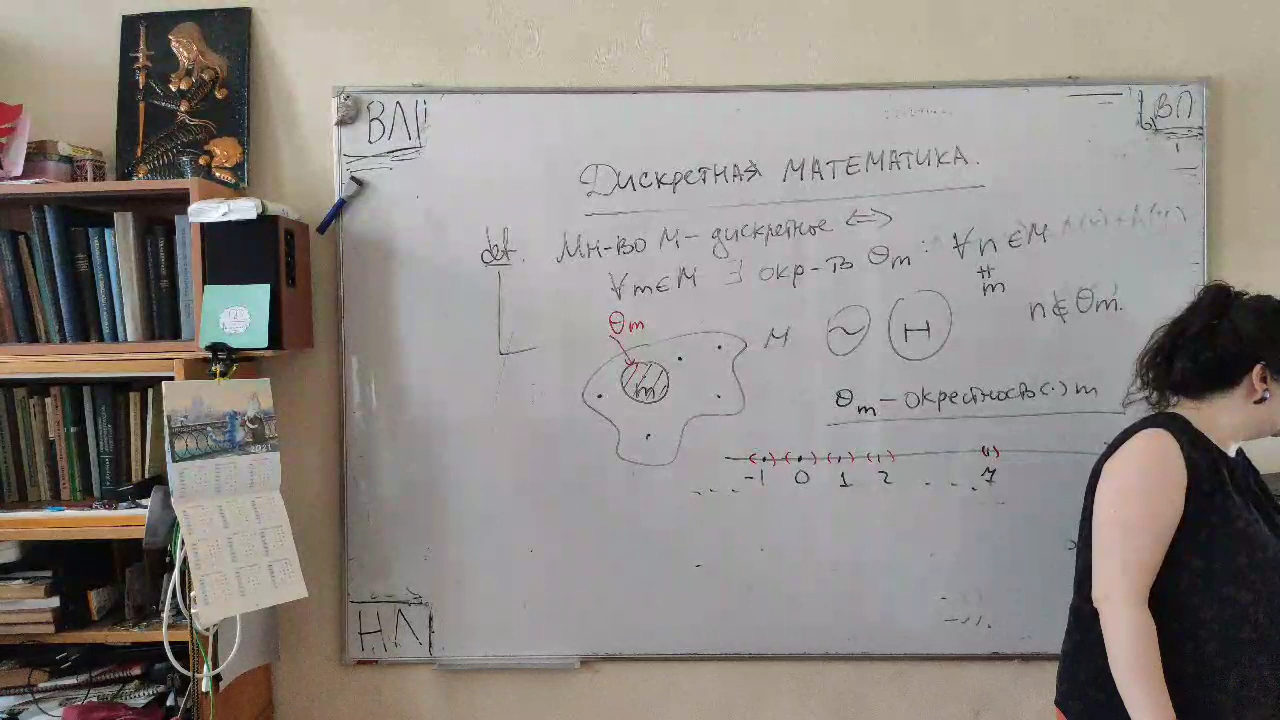 ВЛ
ВП
Дискретная МАТЕМАТИКА.
def. Мн-во М - дискретное <=>
∀m∈M ∃ окр-ть Θm: ∀n∈M
≠
m
n∉Θm.
Θm
M
~
H
m
Θm - окрестность (·) m
... -1 0 1 2 ... 7
НЛ
2021